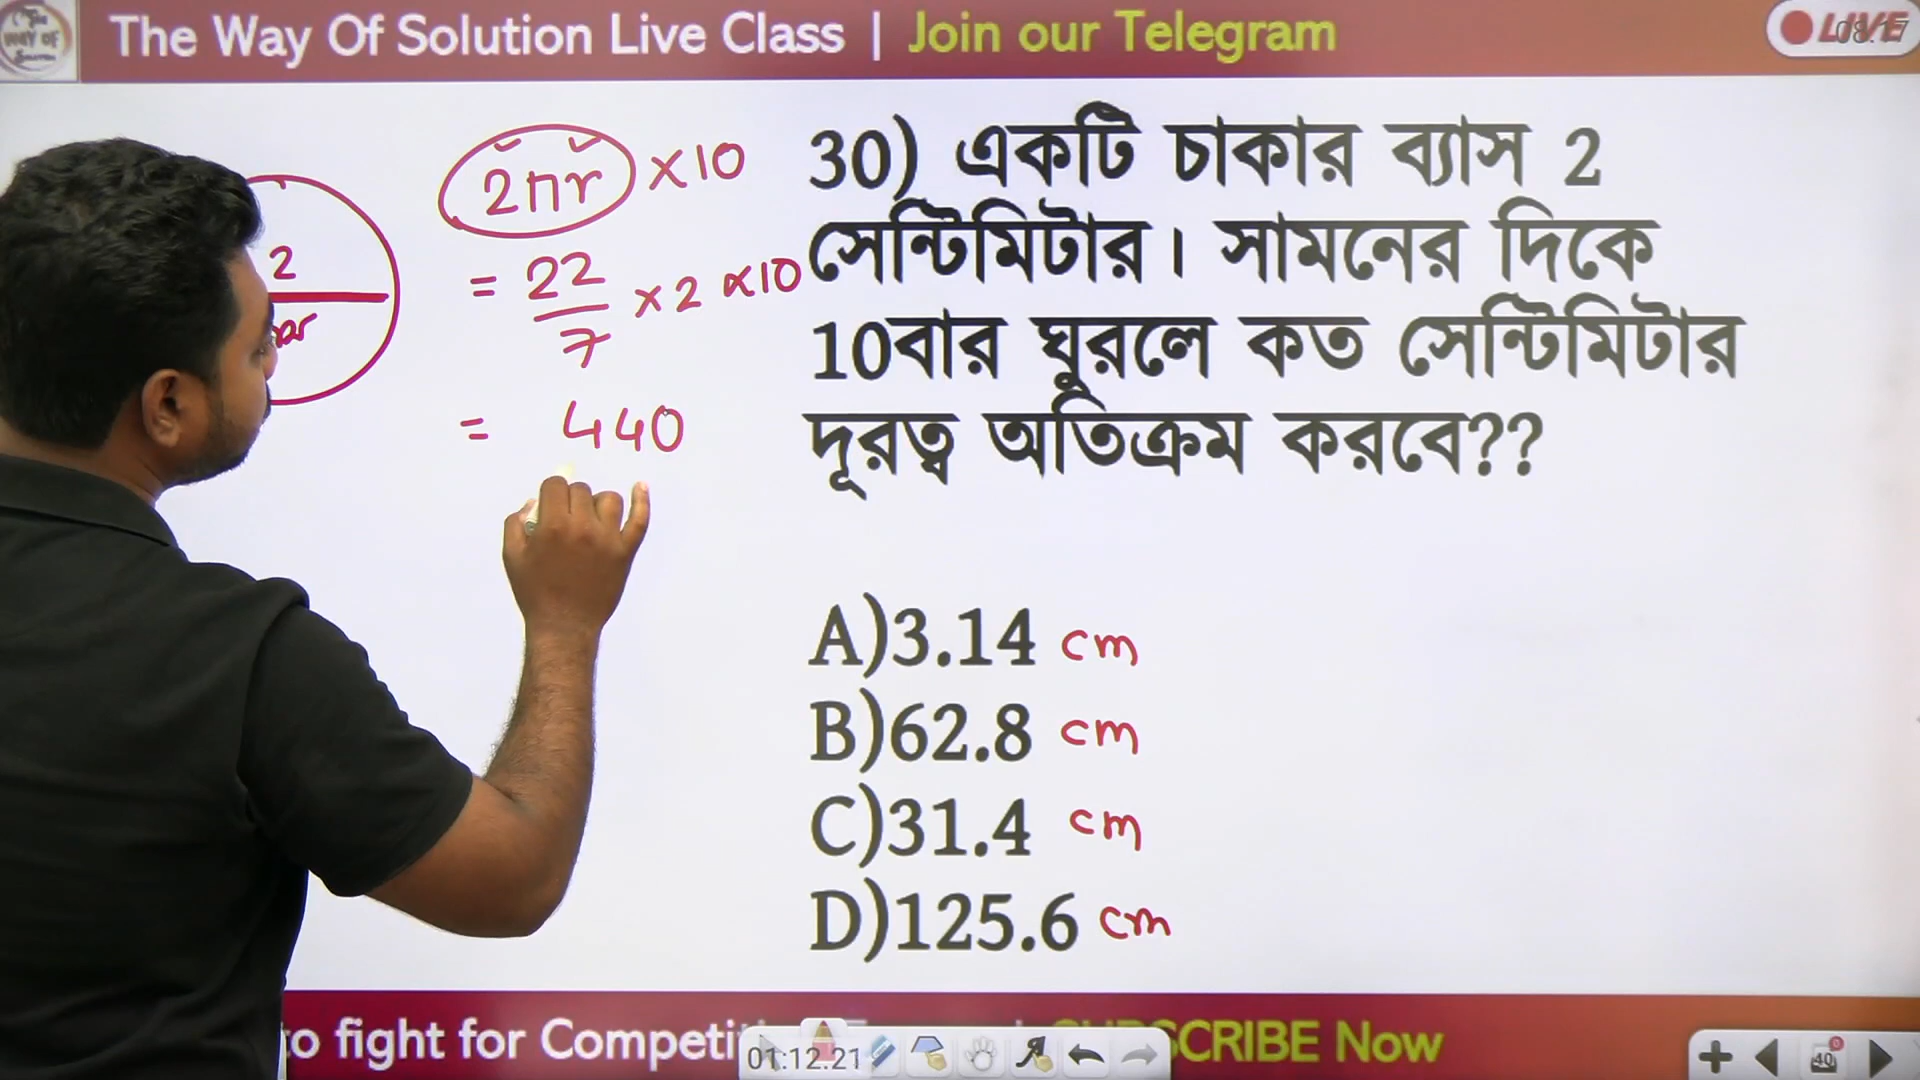 The Way Of Solution Live Class | Join our Telegram
LIVE
2πr × 10
= 22/7 × 2 × 10
= 440
2
30) একটি চাকার ব্যাস 2
সেন্টিমিটার। সামনের দিকে
10বার ঘুরলে কত সেন্টিমিটার
দূরত্ব অতিক্রম করবে??
A)3.14 cm
B)62.8 cm
C)31.4 cm
D)125.6 cm
to fight for
SCRIBE Now
01:12.21
40